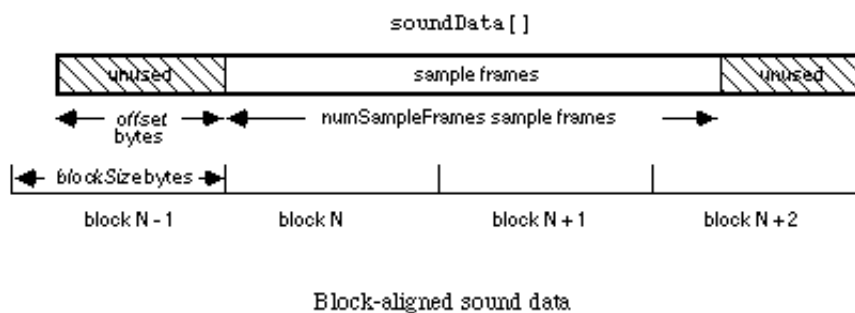 soundData[]
unused sample frames unused
offset bytes numSampleFrames sample frames
blockSize bytes
block N - 1 block N block N + 1 block N + 2
Block-aligned sound data